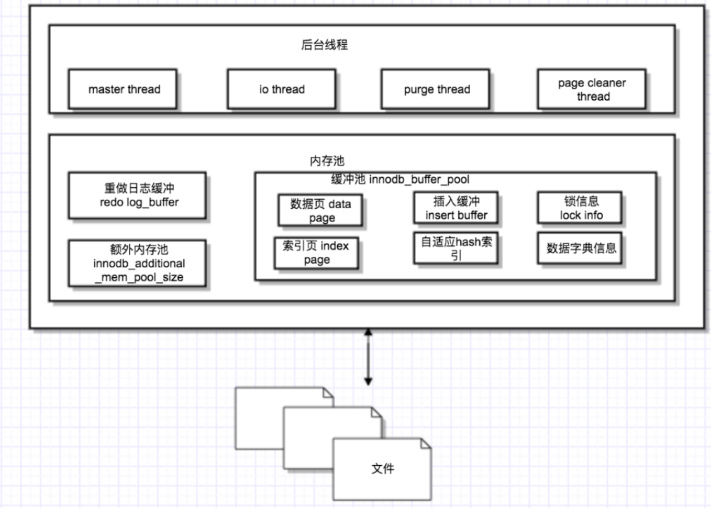 后台线程
master thread
io thread
purge thread
page cleaner
thread
内存池
重做日志缓冲
redo log_buffer
额外内存池
innodb_additional
_mem_pool_size
缓冲池 innodb_buffer_pool
数据页 data
page
插入缓冲
insert buffer
锁信息
lock info
索引页 index
page
自适应hash索
引
数据字典信息
文件